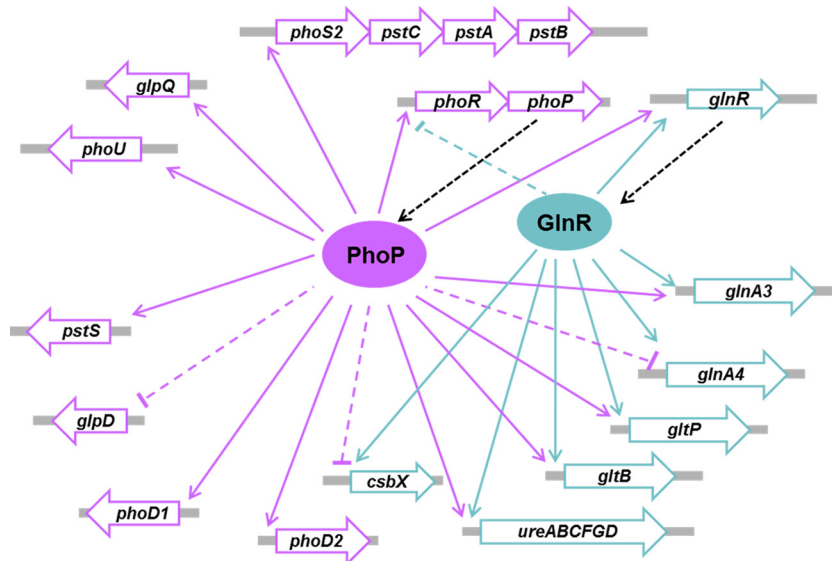 phoS2 pstC pstA pstB
glpQ
phoR phoP
glnR
phoU
GlnR
PhoP
glnA3
pstS
glnA4
glpD
gltP
csbX
gltB
phoD1
phoD2
ureABCFGD